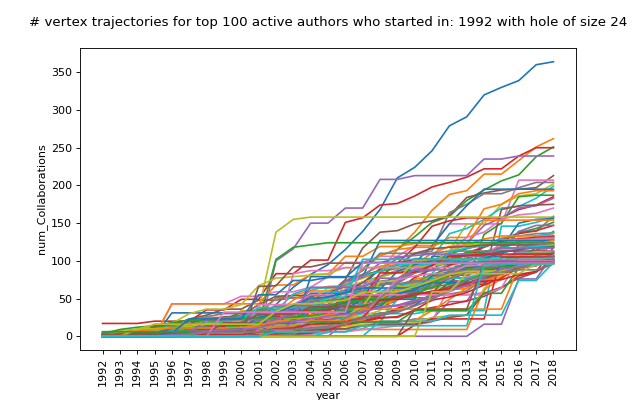 # vertex trajectories for top 100 active authors who started in: 1992 with hole of size 24
num_Collaborations
350
300
250
200
150
100
50
0
1992 1993 1994 1995 1996 1997 1998 1999 2000 2001 2002 2003 2004 2005 2006 2007 2008 2009 2010 2011 2012 2013 2014 2015 2016 2017 2018
year